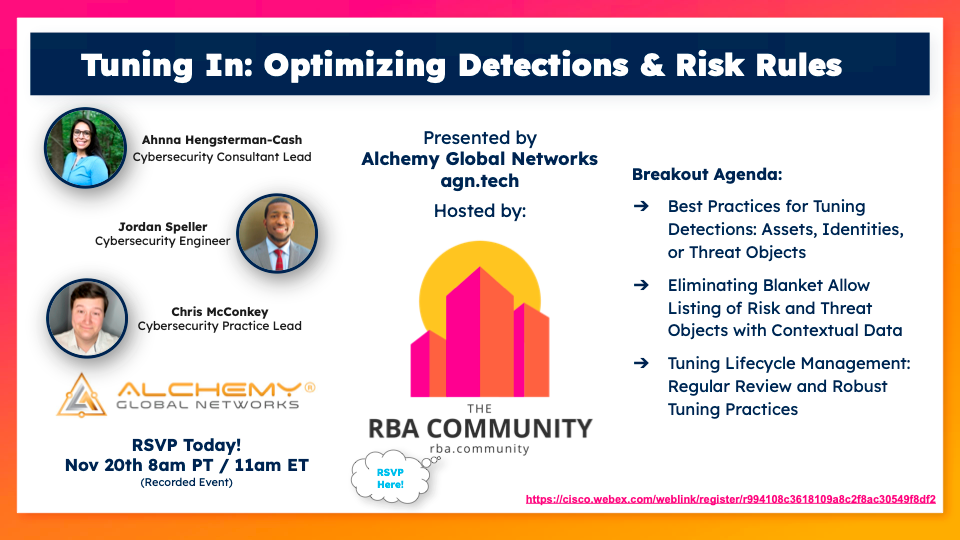 Tuning In: Optimizing Detections & Risk Rules
Ahnna Hengsterman-Cash
Cybersecurity Consultant Lead
Jordan Speller
Cybersecurity Engineer
Chris McConkey
Cybersecurity Practice Lead
ALCHEMY®
GLOBAL NETWORKS
RSVP Today!
Nov 20th 8am PT / 11am ET
(Recorded Event)
Presented by
Alchemy Global Networks
agn.tech
Hosted by:
THE
RBA COMMUNITY
rba.community
RSVP
Here!
Breakout Agenda:
➔ Best Practices for Tuning
Detections: Assets, Identities,
or Threat Objects
➔ Eliminating Blanket Allow
Listing of Risk and Threat
Objects with Contextual Data
➔ Tuning Lifecycle Management:
Regular Review and Robust
Tuning Practices
https://cisco.webex.com/weblink/register/r994108c3618109a8c2f8ac30549f8df2